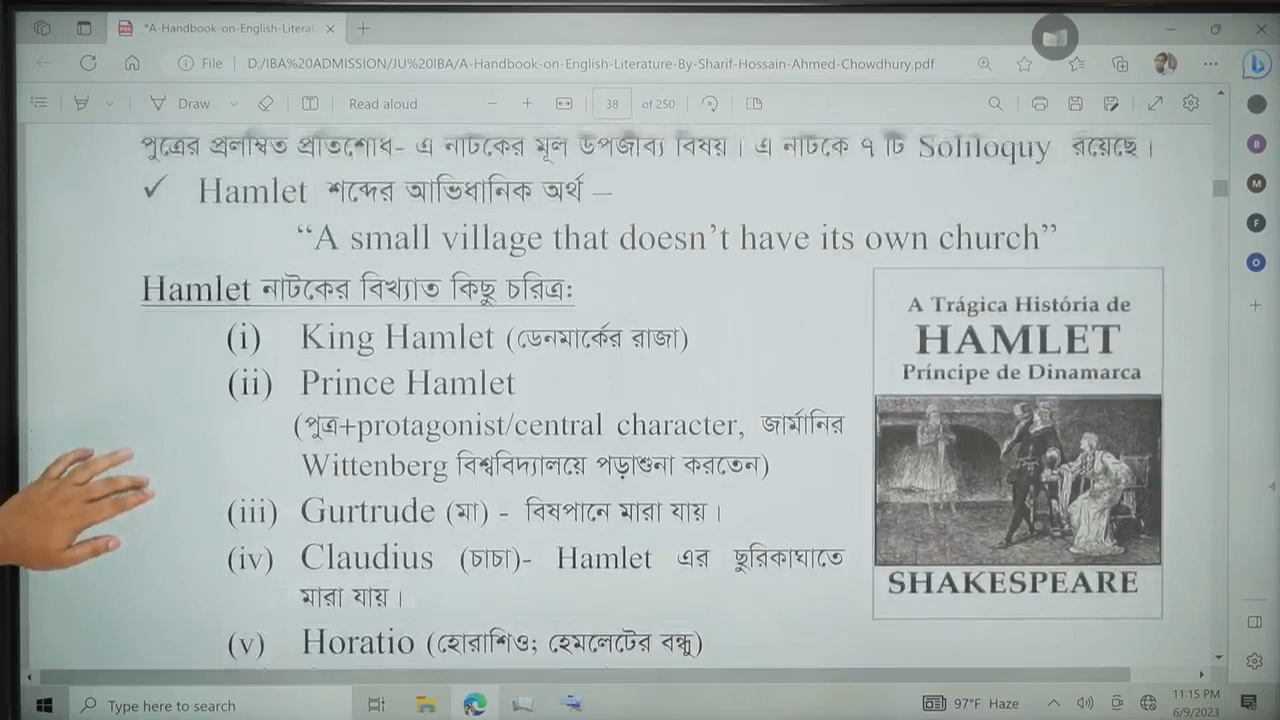 *A-Handbook-on-English-Literat
File | D:/IBA%20ADMISSION/JU%20IBA/A-Handbook-on-English-Literature-By-Sharif-Hossain-Ahmed-Chowdhury.pdf
Draw
Read aloud
38 of 250
পুত্রের প্রলম্বিত প্রতিশোধ- এ নাটকের মূল উপজীব্য বিষয়। এ নাটকে ৭ টি Soliloquy রয়েছে।
✓ Hamlet শব্দের আভিধানিক অর্থ –
“A small village that doesn’t have its own church”
Hamlet নাটকের বিখ্যাত কিছু চরিত্র:
(i) King Hamlet (ডেনমার্কের রাজা)
(ii) Prince Hamlet
(পুত্র+protagonist/central character, জার্মানির
Wittenberg বিশ্ববিদ্যালয়ে পড়াশুনা করতেন)
(iii) Gurtrude (মা) - বিষপানে মারা যায়।
(iv) Claudius (চাচা)- Hamlet এর ছুরিকাঘাতে
মারা যায়।
(v) Horatio (হোরাশিও; হেমলেটের বন্ধু)
A Trágica História de
HAMLET
Príncipe de Dinamarca
SHAKESPEARE
Type here to search
97°F Haze
11:15 PM
6/9/2023